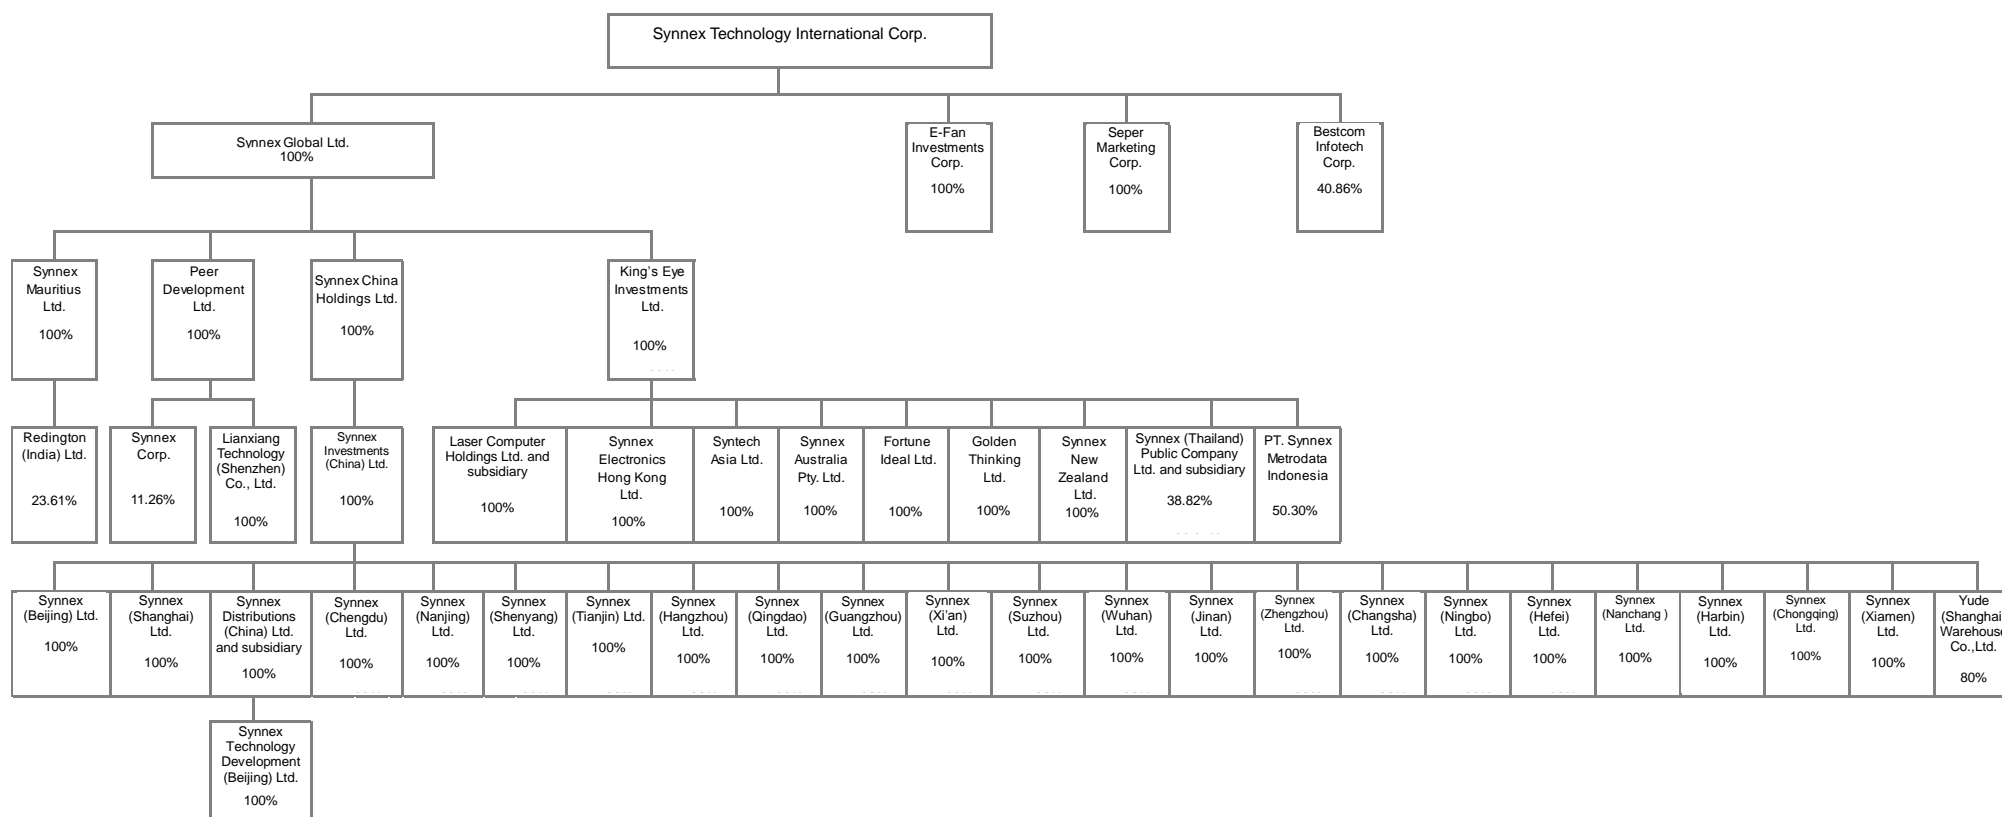 Synnex Technology International Corp.
Synnex Global Ltd.
100%
E-Fan
Investments
Corp.
100%
Seper
Marketing
Corp.
100%
Bestcom
Infotech
Corp.
40.86%
Synnex
Mauritius
Ltd.
100%
Peer
Development
Ltd.
100%
Synnex China
Holdings Ltd.
100%
King's Eye
Investments
Ltd.
100%
Redington
(India) Ltd.
23.61%
Synnex
Corp.
11.26%
Lianxiang
Technology
(Shenzhen)
Co., Ltd.
100%
Synnex
Investments
(China) Ltd.
100%
Laser Computer
Holdings Ltd. and
subsidiary
100%
Synnex
Electronics
Hong Kong
Ltd.
100%
Syntech
Asia Ltd.
100%
Synnex
Australia
Pty. Ltd.
100%
Fortune
Ideal Ltd.
100%
Golden
Thinking
Ltd.
100%
Synnex
New
Zealand
Ltd.
100%
Synnex (Thailand)
Public Company
Ltd. and subsidiary
38.82%
PT. Synnex
Metrodata
Indonesia
50.30%
Synnex
(Beijing) Ltd.
100%
Synnex
(Shanghai)
Ltd.
100%
Synnex
Distributions
(China) Ltd.
and subsidiary
100%
Synnex
(Chengdu)
Ltd.
100%
Synnex
(Nanjing)
Ltd.
100%
Synnex
(Shenyang)
Ltd.
100%
Synnex
(Tianjin) Ltd.
100%
Synnex
(Hangzhou)
Ltd.
100%
Synnex
(Qingdao)
Ltd.
100%
Synnex
(Guangzhou)
Ltd.
100%
Synnex
(Xi'an)
Ltd.
100%
Synnex
(Suzhou)
Ltd.
100%
Synnex
(Wuhan)
Ltd.
100%
Synnex
(Jinan)
Ltd.
100%
Synnex
(Zhengzhou)
Ltd.
100%
Synnex
(Changsha)
Ltd.
100%
Synnex
(Ningbo)
Ltd.
100%
Synnex
(Hefei)
Ltd.
100%
Synnex
(Nanchang )
Ltd.
100%
Synnex
(Harbin)
Ltd.
100%
Synnex
(Chongqing)
Ltd.
100%
Synnex
(Xiamen)
Ltd.
100%
Yude
(Shanghai
Warehouse
Co.,Ltd.
80%
Synnex
Technology
Development
(Beijing) Ltd.
100%